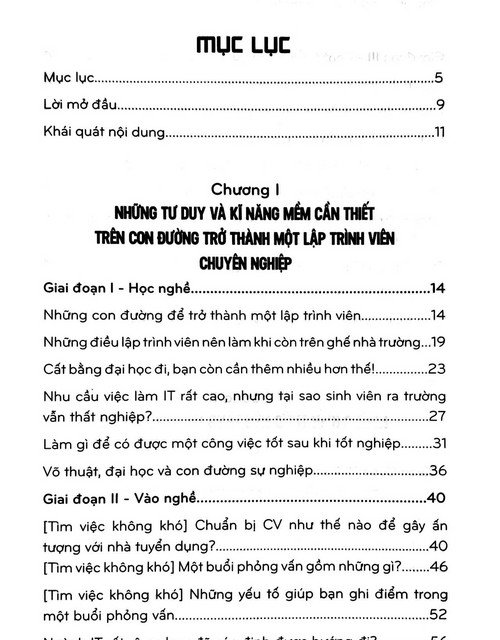 MỤC LỤC
Mục lục.....................................................................................5
Lời mở đầu................................................................................9
Khái quát nội dung.....................................................................11
Chương I
NHỮNG TƯ DUY VÀ KĨ NĂNG MỀM CẦN THIẾT
TRÊN CON ĐƯỜNG TRỞ THÀNH MỘT LẬP TRÌNH VIÊN
CHUYÊN NGHIỆP
Giai đoạn I - Học nghề...............................................................14
Những con đường để trở thành một lập trình viên.................14
Những điều lập trình viên nên làm khi còn trên ghế nhà trường...19
Cất bằng đại học đi, bạn còn cần thêm nhiều hơn thế!................23
Nhu cầu việc làm IT rất cao, nhưng tại sao sinh viên ra trường
vẫn thất nghiệp?.......................................................................27
Làm gì để có được một công việc tốt sau khi tốt nghiệp........31
Võ thuật, đại học và con đường sự nghiệp..............................36
Giai đoạn II - Vào nghề..............................................................40
[Tìm việc không khó] Chuẩn bị CV như thế nào để gây ấn
tượng với nhà tuyển dụng?......................................................40
[Tìm việc không khó] Một buổi phỏng vấn gồm những gì?.....46
[Tìm việc không khó] Những yếu tố giúp bạn ghi điểm trong
một buổi phỏng vấn..................................................................52